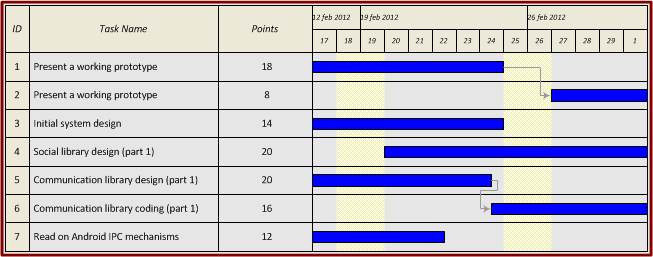 ID Task Name Points 12 feb 2012 19 feb 2012 26 feb 2012
17 18 19 20 21 22 23 24 25 26 27 28 29 1
1 Present a working prototype 18
2 Present a working prototype 8
3 Initial system design 14
4 Social library design (part 1) 20
5 Communication library design (part 1) 20
6 Communication library coding (part 1) 16
7 Read on Android IPC mechanisms 12